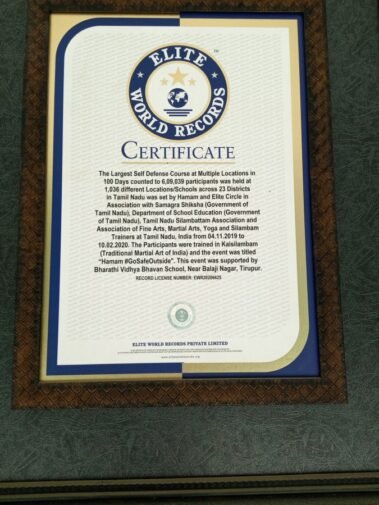 ELITE
WORLD RECORDS
TM
CERTIFICATE
The Largest Self Defense Course at Multiple Locations in
100 Days counted to 6,09,039 participants was held at
1,036 different Locations/Schools across 23 Districts
in Tamil Nadu was set by Hamam and Elite Circle in
Association with Samagra Shiksha (Government of
Tamil Nadu), Department of School Education (Government
of Tamil Nadu), Tamil Nadu Silambattam Association and
Association of Fine Arts, Martial Arts, Yoga and Silambam
Trainers at Tamil Nadu, India from 04.11.2019 to
10.02.2020. The Participants were trained in Kaisilambam
(Traditional Martial Art of India) and the event was titled
"Hamam #GoSafeOutside". This event was supported by
Bharathi Vidhya Bhavan School, Near Balaji Nagar, Tirupur.
RECORD LICENSE NUMBER:
ELITE WORLD RECORDS PRIVATE LIMITED